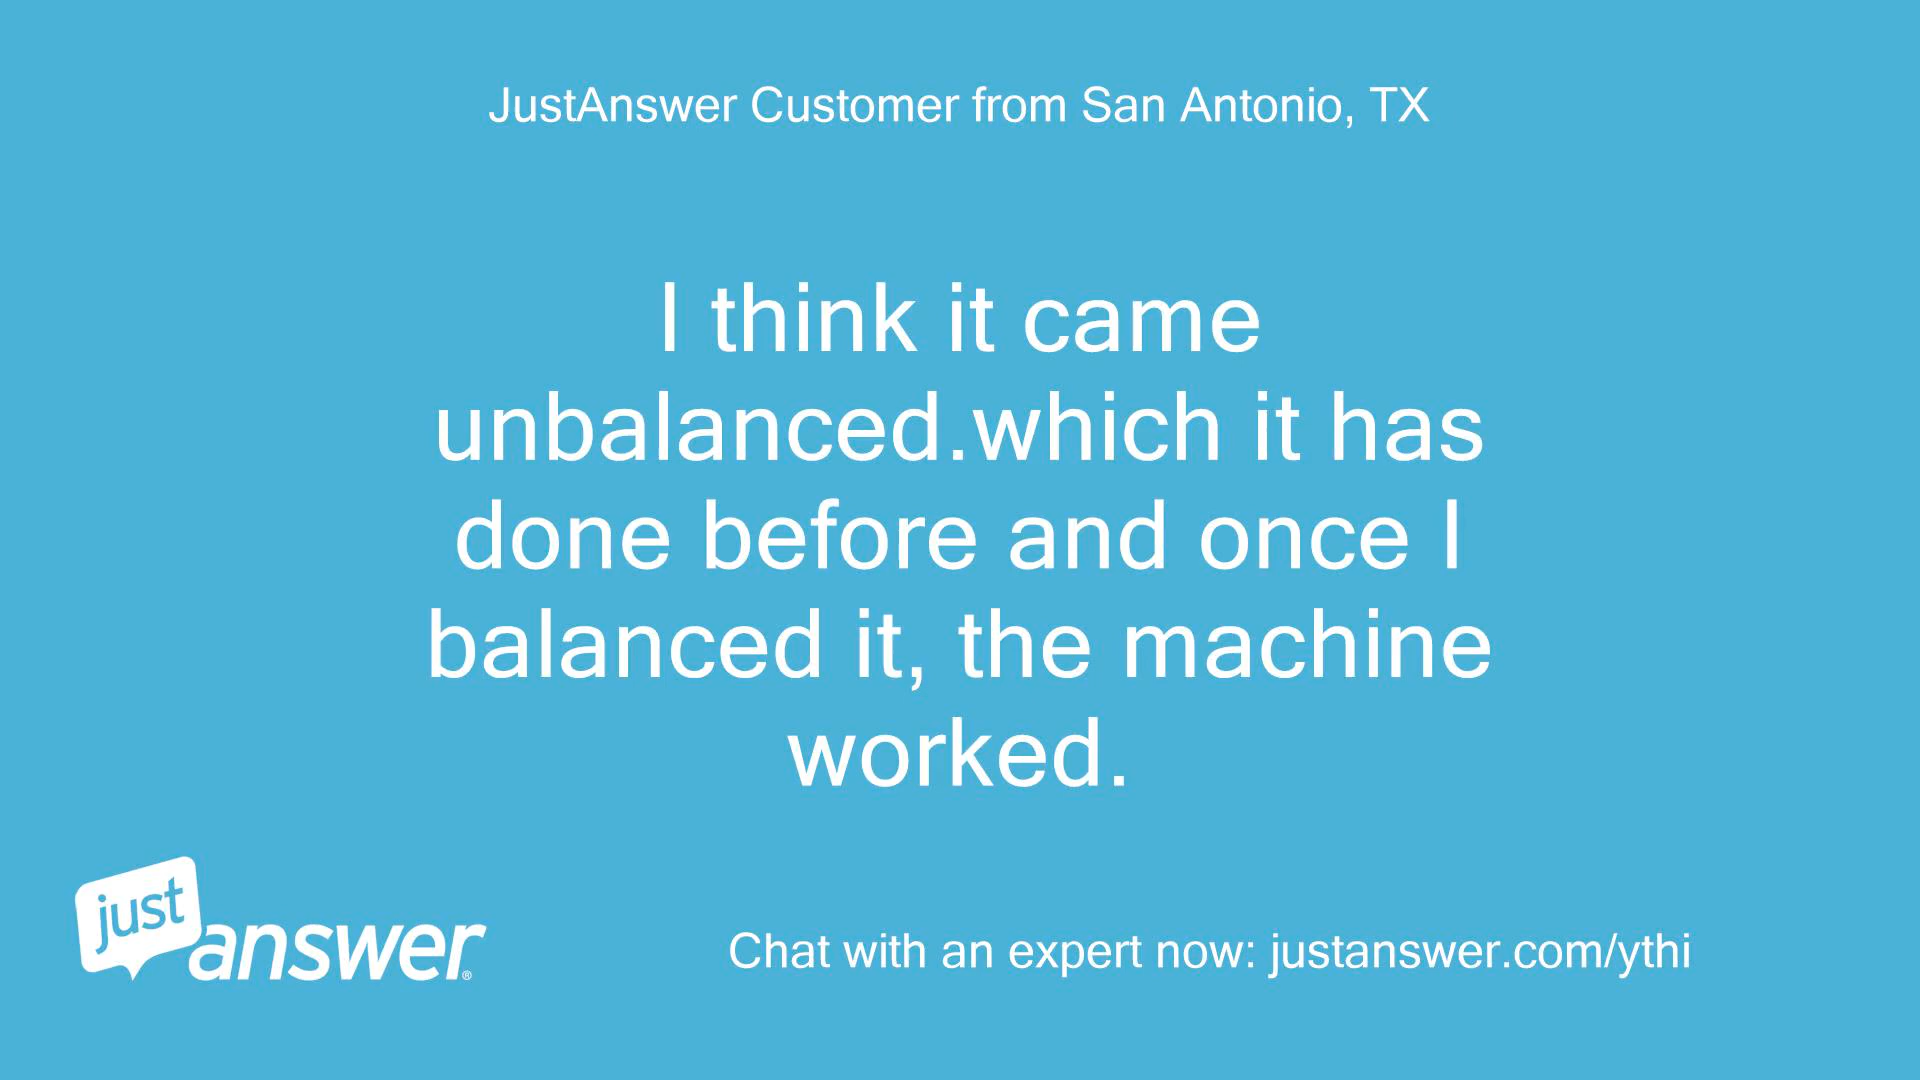 JustAnswer Customer from San Antonio, TX
I think it came
unbalanced.which it has
done before and once I
balanced it, the machine
worked.
just
answer®
Chat with an expert now: justanswer.com/ythi